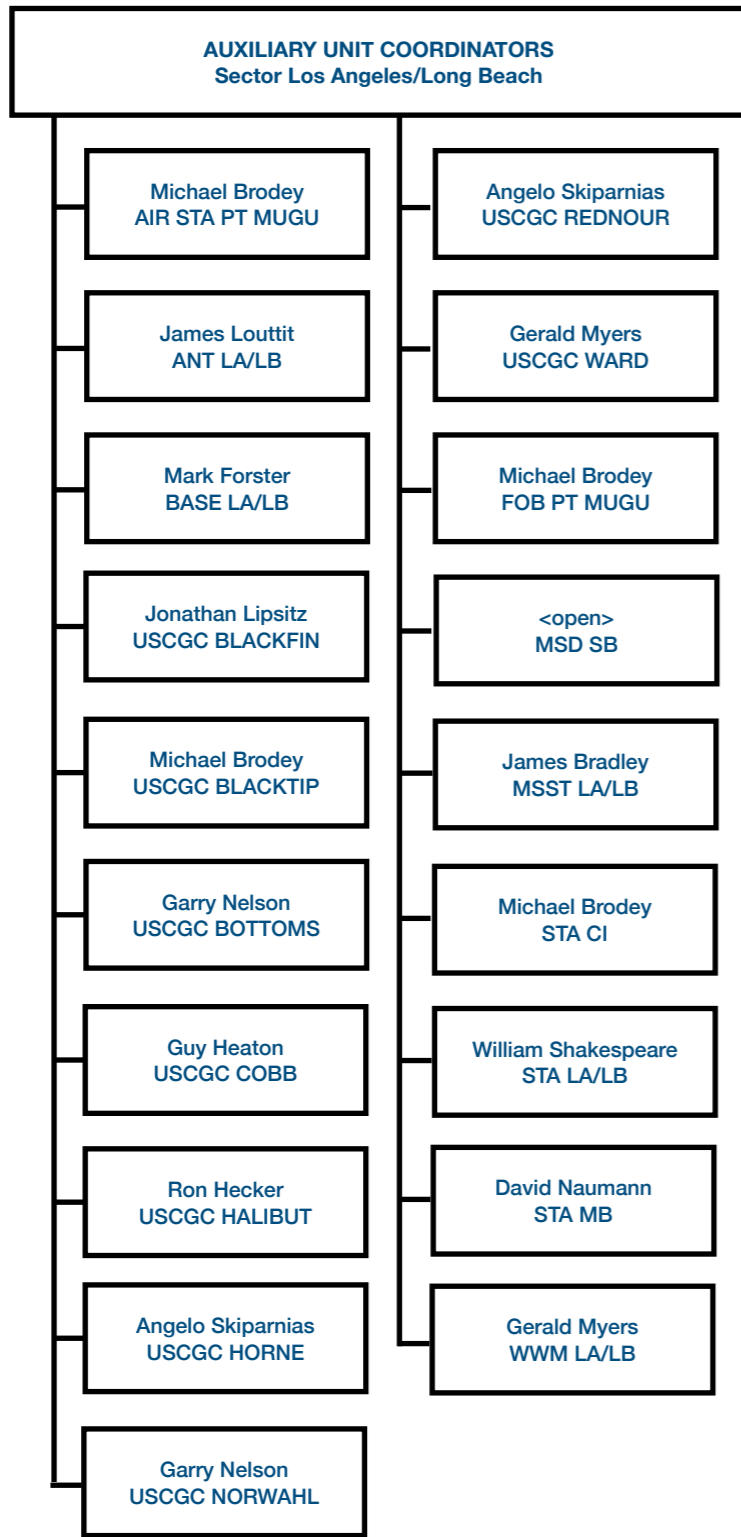 AUXILIARY UNIT COORDINATORS
Sector Los Angeles/Long Beach
Michael Brodey
AIR STA PT MUGU
James Louttit
ANT LA/LB
Mark Forster
BASE LA/LB
Jonathan Lipsitz
USCGC BLACKFIN
Michael Brodey
USCGC BLACKTIP
Garry Nelson
USCGC BOTTOMS
Guy Heaton
USCGC COBB
Ron Hecker
USCGC HALIBUT
Angelo Skiparnias
USCGC HORNE
Garry Nelson
USCGC NORWAHL
Angelo Skiparnias
USCGC REDNOUR
Gerald Myers
USCGC WARD
Michael Brodey
FOB PT MUGU
<open>
MSD SB
James Bradley
MSST LA/LB
Michael Brodey
STA CI
William Shakespeare
STA LA/LB
David Naumann
STA MB
Gerald Myers
WWM LA/LB